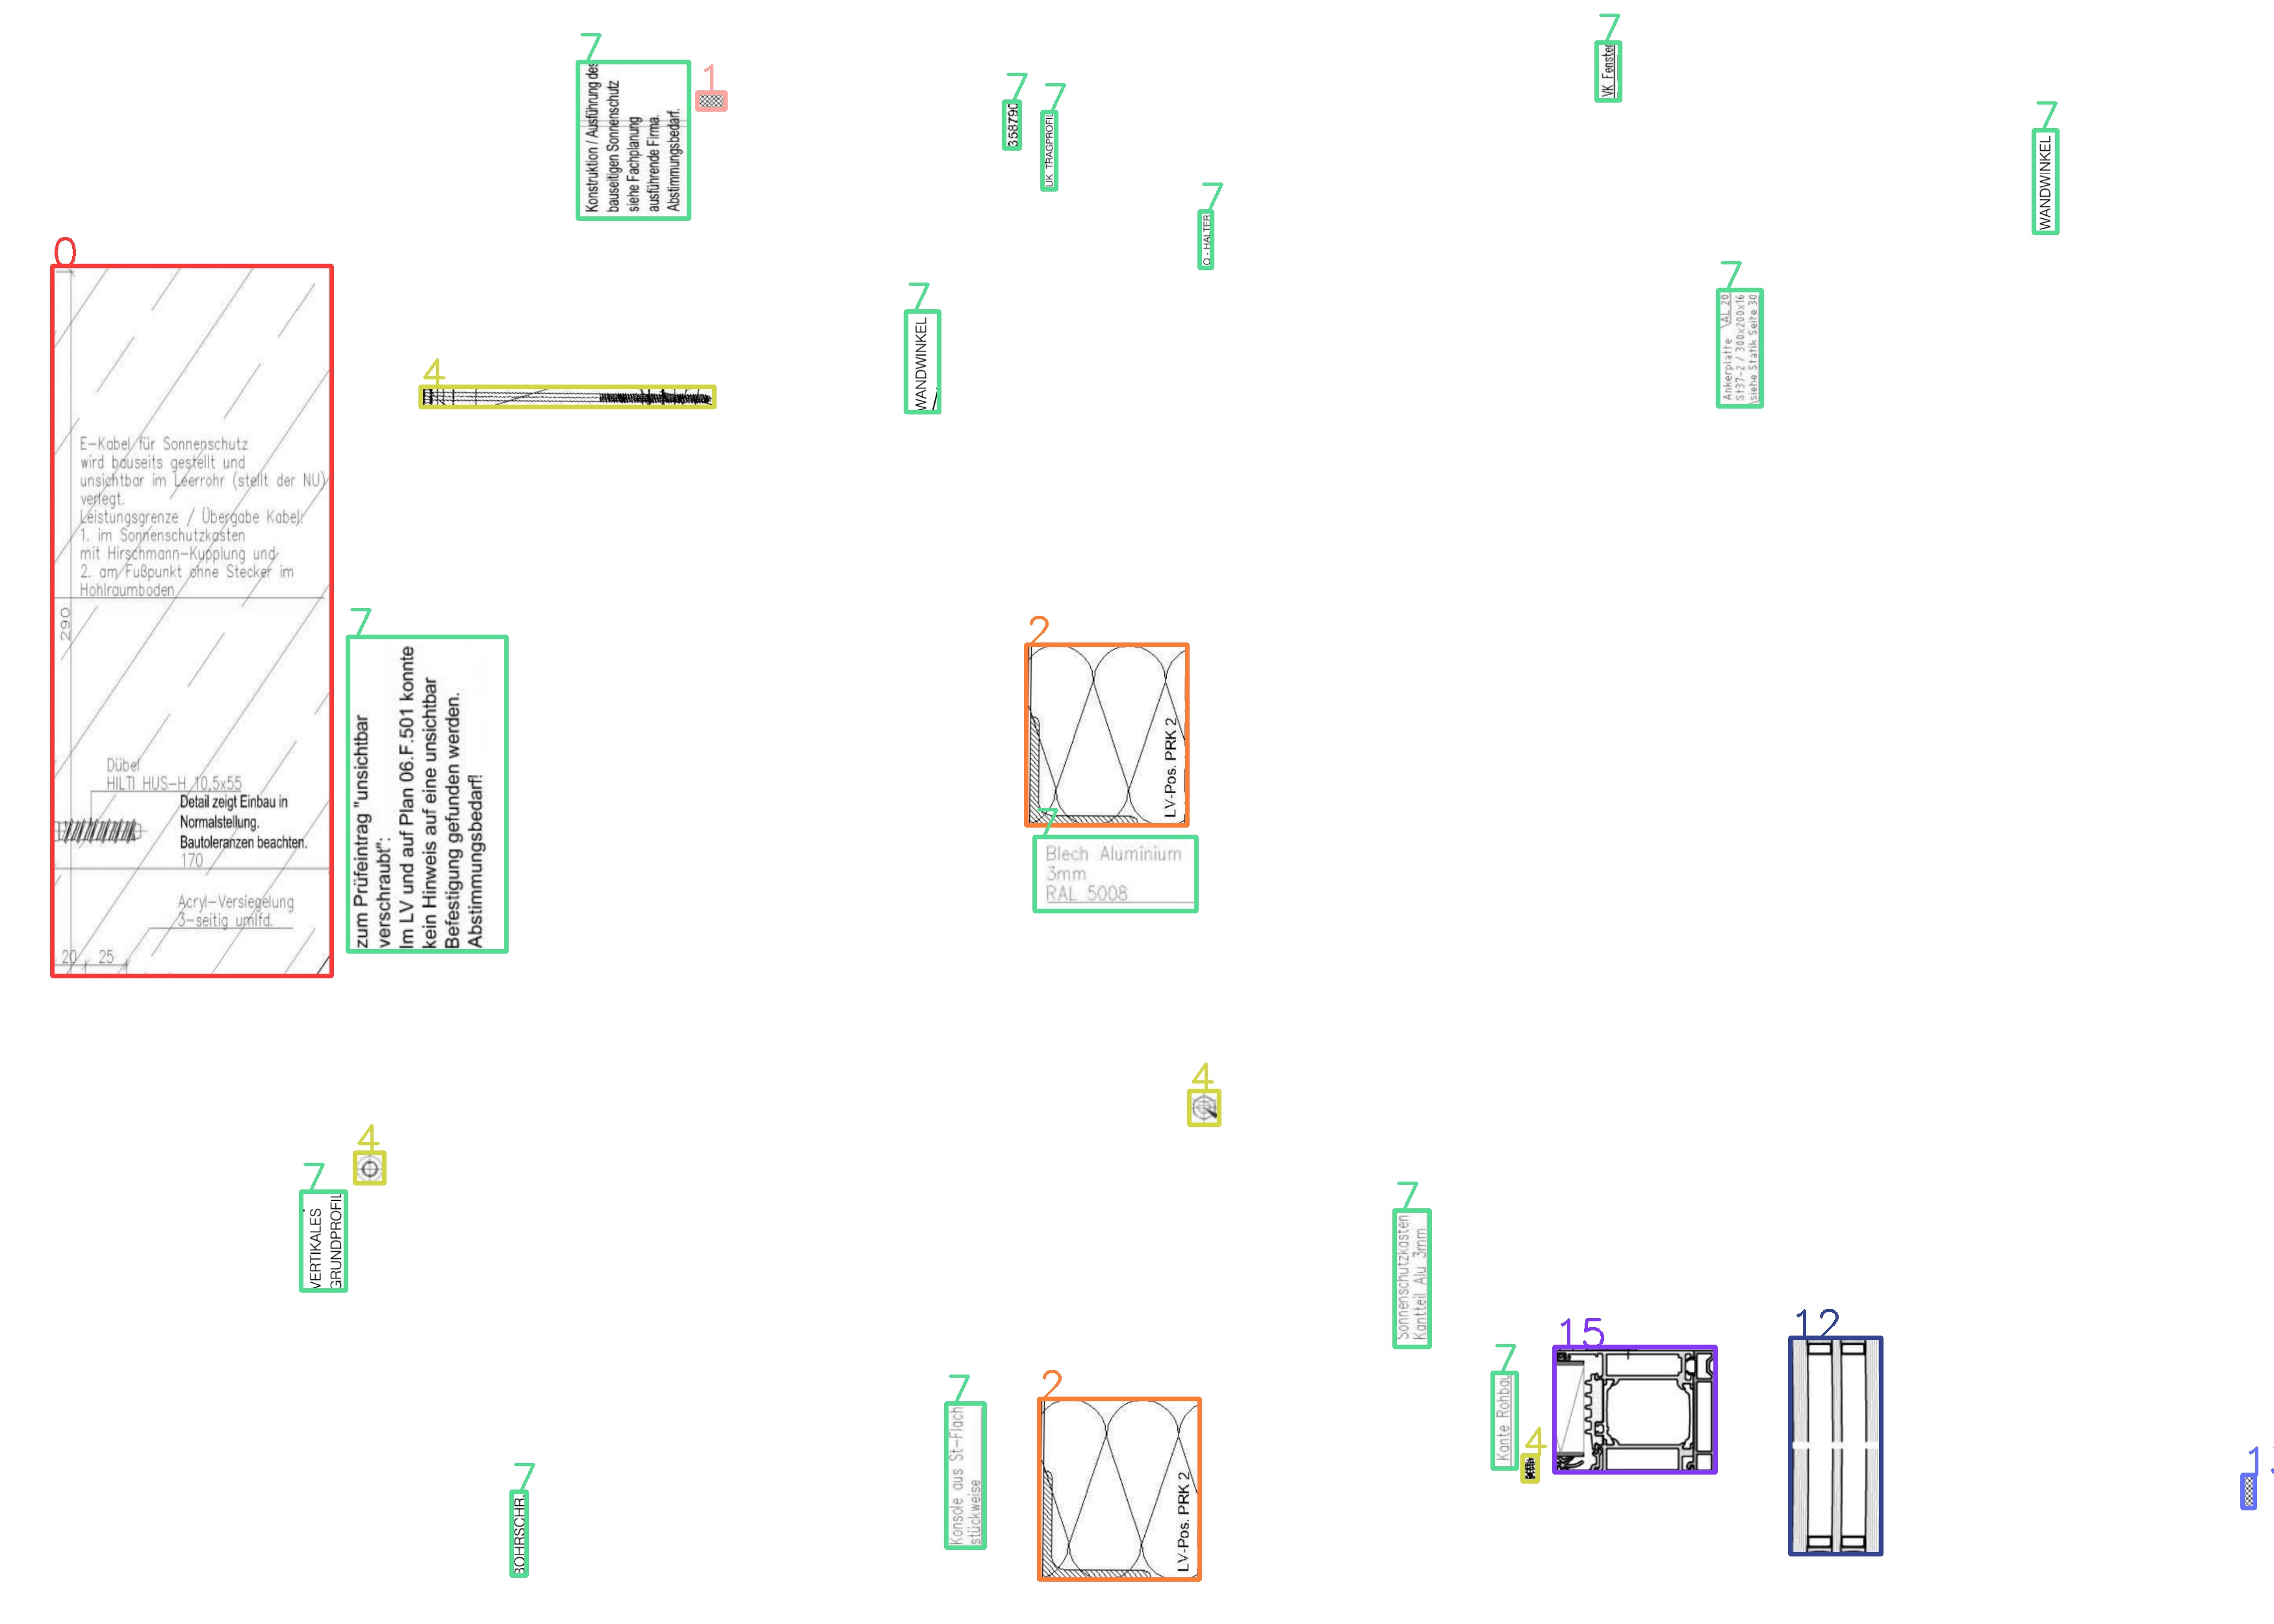 7
Konstruktion / Ausführung des
bauseitigen Sonnenschutz
siehe Fachplanung
ausführende Firma.
Abstimmungsbedarf.
1
7
358790
7
UK TRAGPROFIL
7
VK Fenster
7
WANDWINKEL
7
O - HALTER
0
E-Kabel für Sonnenschutz
wird bauseits gestellt und
unsichtbar im Leerrohr (stellt der NU)
verlegt.
Leistungsgrenze / Übergabe Kabel:
1. im Sonnenschutzkasten
mit Hirschmann-Kupplung und
2. am Fußpunkt ohne Stecker im
Hohlraumboden
290
Dübel
HILTI HUS-H 10,5x55
Detail zeigt Einbau in
Normalstellung.
Bautoleranzen beachten.
170
Acryl-Versiegelung
3-seitig umlfd.
20 25
4
7
WANDWINKEL
7
Ankerplatte AL 20
St37-2 / 300x200x16
siehe Statik Seite 30
7
zum Prüfeintrag "unsichtbar
verschraubt":
Im LV und auf Plan 06.F.501 konte
kein Hinweis auf eine unsichtbar
Befestigung gefunden werden.
Abstimmungsbedarf!
2
LV-Pos. PRK 2
7
Blech Aluminium
3mm
RAL 5008
4
4
7
VERTIKALES
GRUNDPROFIL
7
Sonnenschutzkasten
Kantteil Alu 3mm
7
Kante Rohbau
4
15
12
7
Konsole aus St-Flach
stückweise
2
LV-Pos. PRK 2
7
BOHRSCHR.